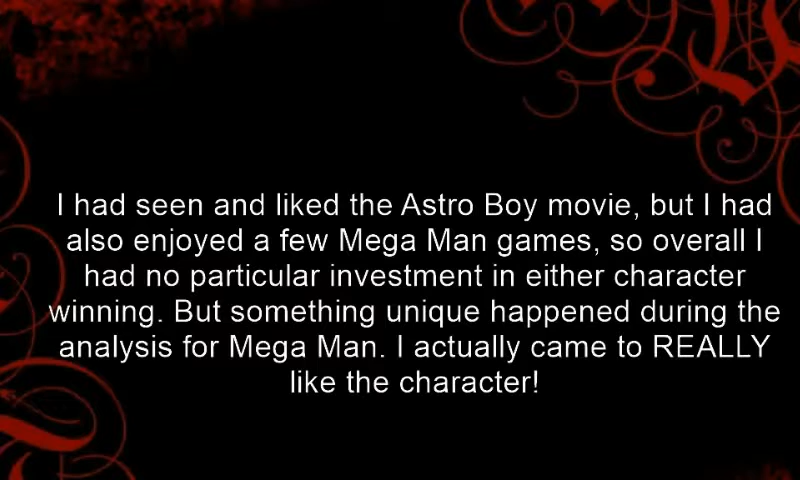 I had seen and liked the Astro Boy movie, but I had
also enjoyed a few Mega Man games, so overall I
had no particular investment in either character
winning. But something unique happened during the
analysis for Mega Man. I actually came to REALLY
like the character!